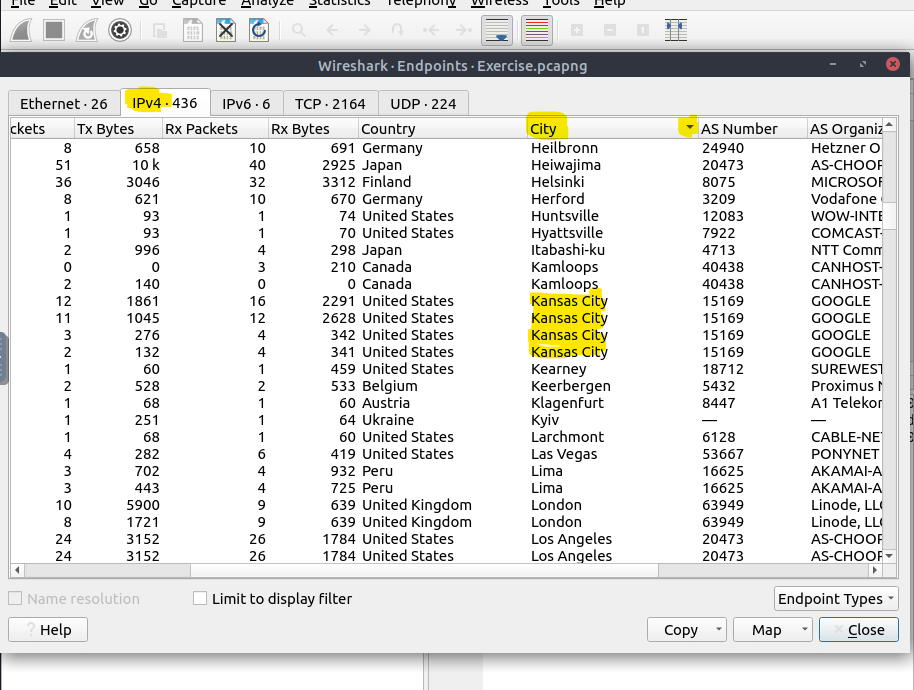 File Edit View Go Capture Analyze Statistics Telephony Wireless Tools Help
Wireshark · Endpoints · Exercise.pcapng
Ethernet · 26 IPv4 · 436 IPv6 · 6 TCP · 2164 UDP · 224
ckets Tx Bytes Rx Packets Rx Bytes Country City AS Number AS Organiz
8 658 10 691 Germany Heilbronn 24940 Hetzner O
51 10 k 40 2925 Japan Heiwajima 20473 AS-CHOOP
36 3046 32 3312 Finland Helsinki 8075 MICROSOF
8 621 10 670 Germany Herford 3209 Vodafone
1 93 1 74 United States Huntsville 12083 WOW-INTE
1 93 1 70 United States Hyattsville 7922 COMCAST-
2 996 4 298 Japan Itabashi-ku 4713 NTT Comm
0 0 3 210 Canada Kamloops 40438 CANHOST-
2 140 0 0 Canada Kamloops 40438 CANHOST-
12 1861 16 2291 United States Kansas City 15169 GOOGLE
11 1045 12 2628 United States Kansas City 15169 GOOGLE
3 276 4 342 United States Kansas City 15169 GOOGLE
2 132 4 341 United States Kansas City 15169 GOOGLE
1 60 1 459 United States Kearney 18712 SUREWEST
2 528 2 533 Belgium Keerbergen 5432 Proximus N
1 68 1 60 Austria Klagenfurt 8447 A1 Telekor
1 251 1 64 Ukraine Kyiv — —
1 68 1 60 United States Larchmont 6128 CABLE-NE
4 282 6 419 United States Las Vegas 53667 PONYNET
3 702 4 932 Peru Lima 16625 AKAMAI-A
3 443 4 725 Peru Lima 16625 AKAMAI-A
10 5900 9 639 United Kingdom London 63949 Linode, LLC
8 1721 9 639 United Kingdom London 63949 Linode, LLC
24 3152 26 1784 United States Los Angeles 20473 AS-CHOOP
24 3152 26 1784 United States Los Angeles 20473 AS-CHOOP
Name resolution Limit to display filter Endpoint Types
? Help Copy Map Close